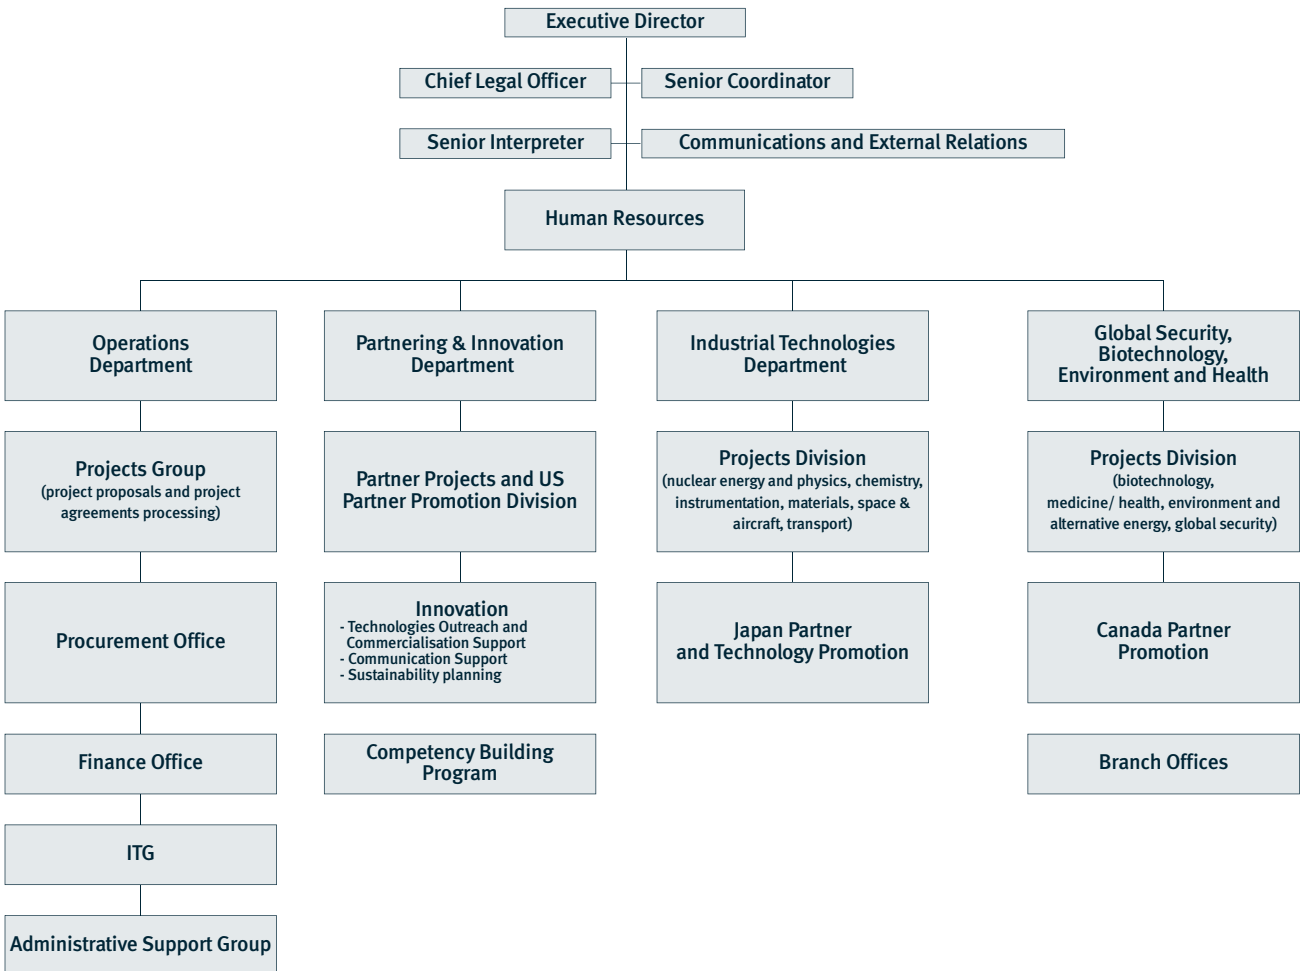 Executive Director
Chief Legal Officer
Senior Coordinator
Senior Interpreter
Communications and External Relations
Human Resources
Operations
Department
Partnering & Innovation
Department
Industrial Technologies
Department
Global Security,
Biotechnology,
Environment and Health
Projects Group
(project proposals and project
agreements processing)
Partner Projects and US
Partner Promotion Division
Projects Division
(nuclear energy and physics, chemistry,
instrumentation, materials, space &
aircraft, transport)
Projects Division
(biotechnology,
medicine/ health, environment and
alternative energy, global security)
Procurement Office
Innovation
- Technologies Outreach and
Commercialisation Support
- Communication Support
- Sustainability planning
Japan Partner
and Technology Promotion
Canada Partner
Promotion
Finance Office
Competency Building
Program
Branch Offices
ITG
Administrative Support Group